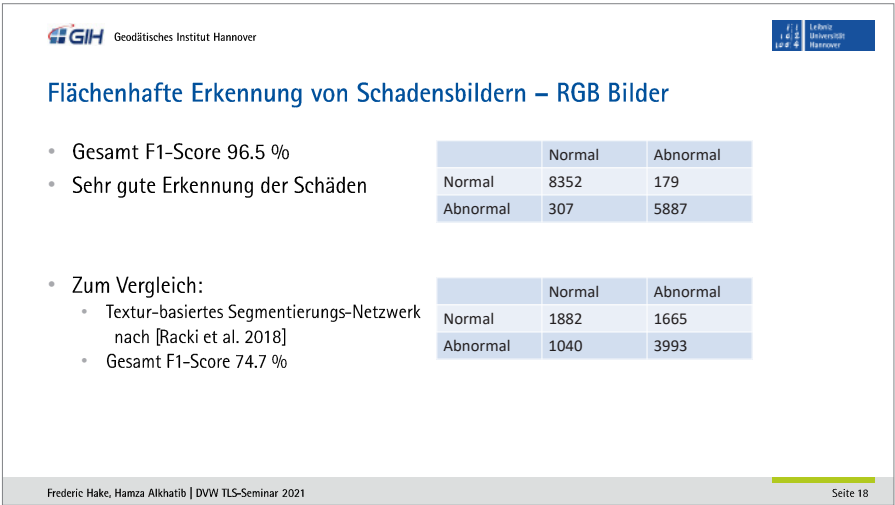 GIH Geodätisches Institut Hannover
Leibniz
Universität
Hannover
Flächenhafte Erkennung von Schadensbildern – RGB Bilder
• Gesamt F1-Score 96.5 %
• Sehr gute Erkennung der Schäden
Normal Abnormal
Normal 8352 179
Abnormal 307 5887
• Zum Vergleich:
• Textur-basiertes Segmentierungs-Netzwerk
nach [Racki et al. 2018]
• Gesamt F1-Score 74.7 %
Normal Abnormal
Normal 1882 1665
Abnormal 1040 3993
Frederic Hake, Hamza Alkhatib | DVW TLS-Seminar 2021
Seite 18